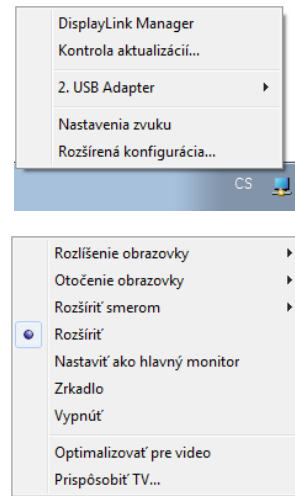 DisplayLink Manager
Kontrola aktualizácií...
2. USB Adapter
Nastavenia zvuku
Rozšírená konfigurácia...
CS
Rozlíšenie obrazovky
Otočenie obrazovky
Rozšíriť smerom
Rozšíriť
Nastaviť ako hlavný monitor
Zrkadlo
Vypnúť
Optimalizovať pre video
Prispôsobiť TV...